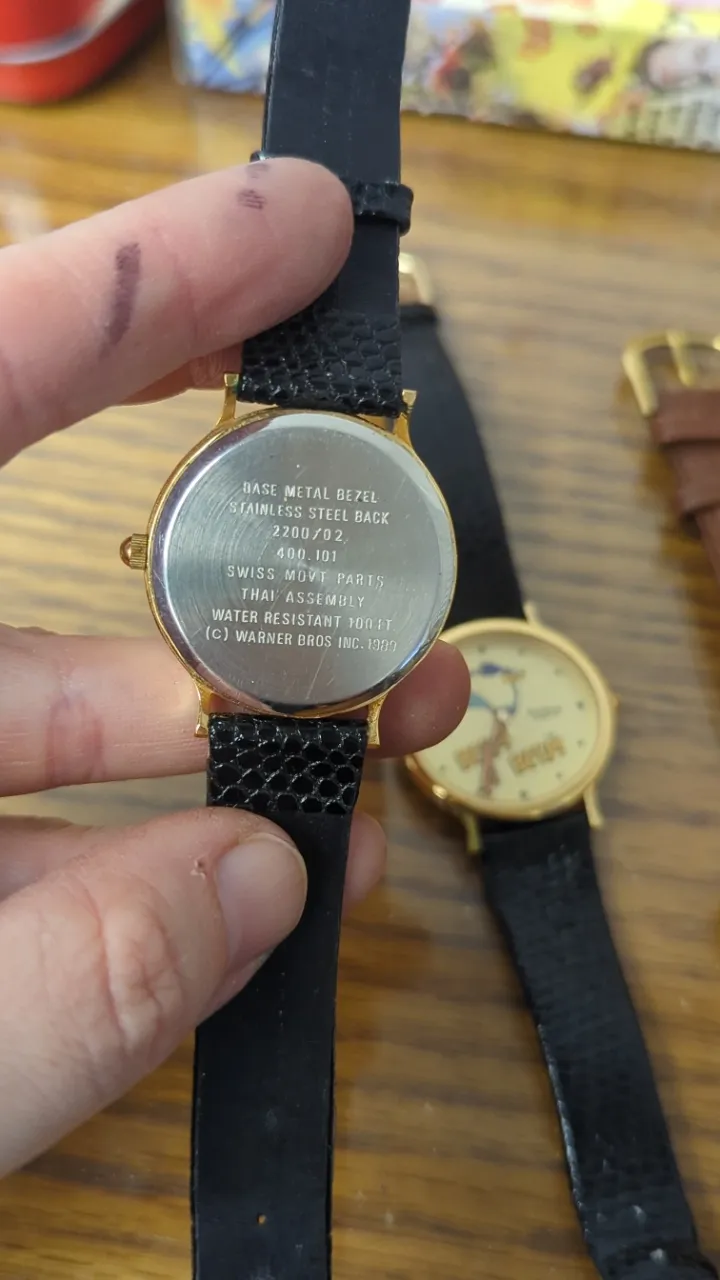 BASE METAL BEZEL
STAINLESS STEEL BACK
2200/02
400.101
SWISS MOVT PARTS
THAI ASSEMBLY
WATER RESISTANT 100 FT.
(C) WARNER BROS INC. 1989